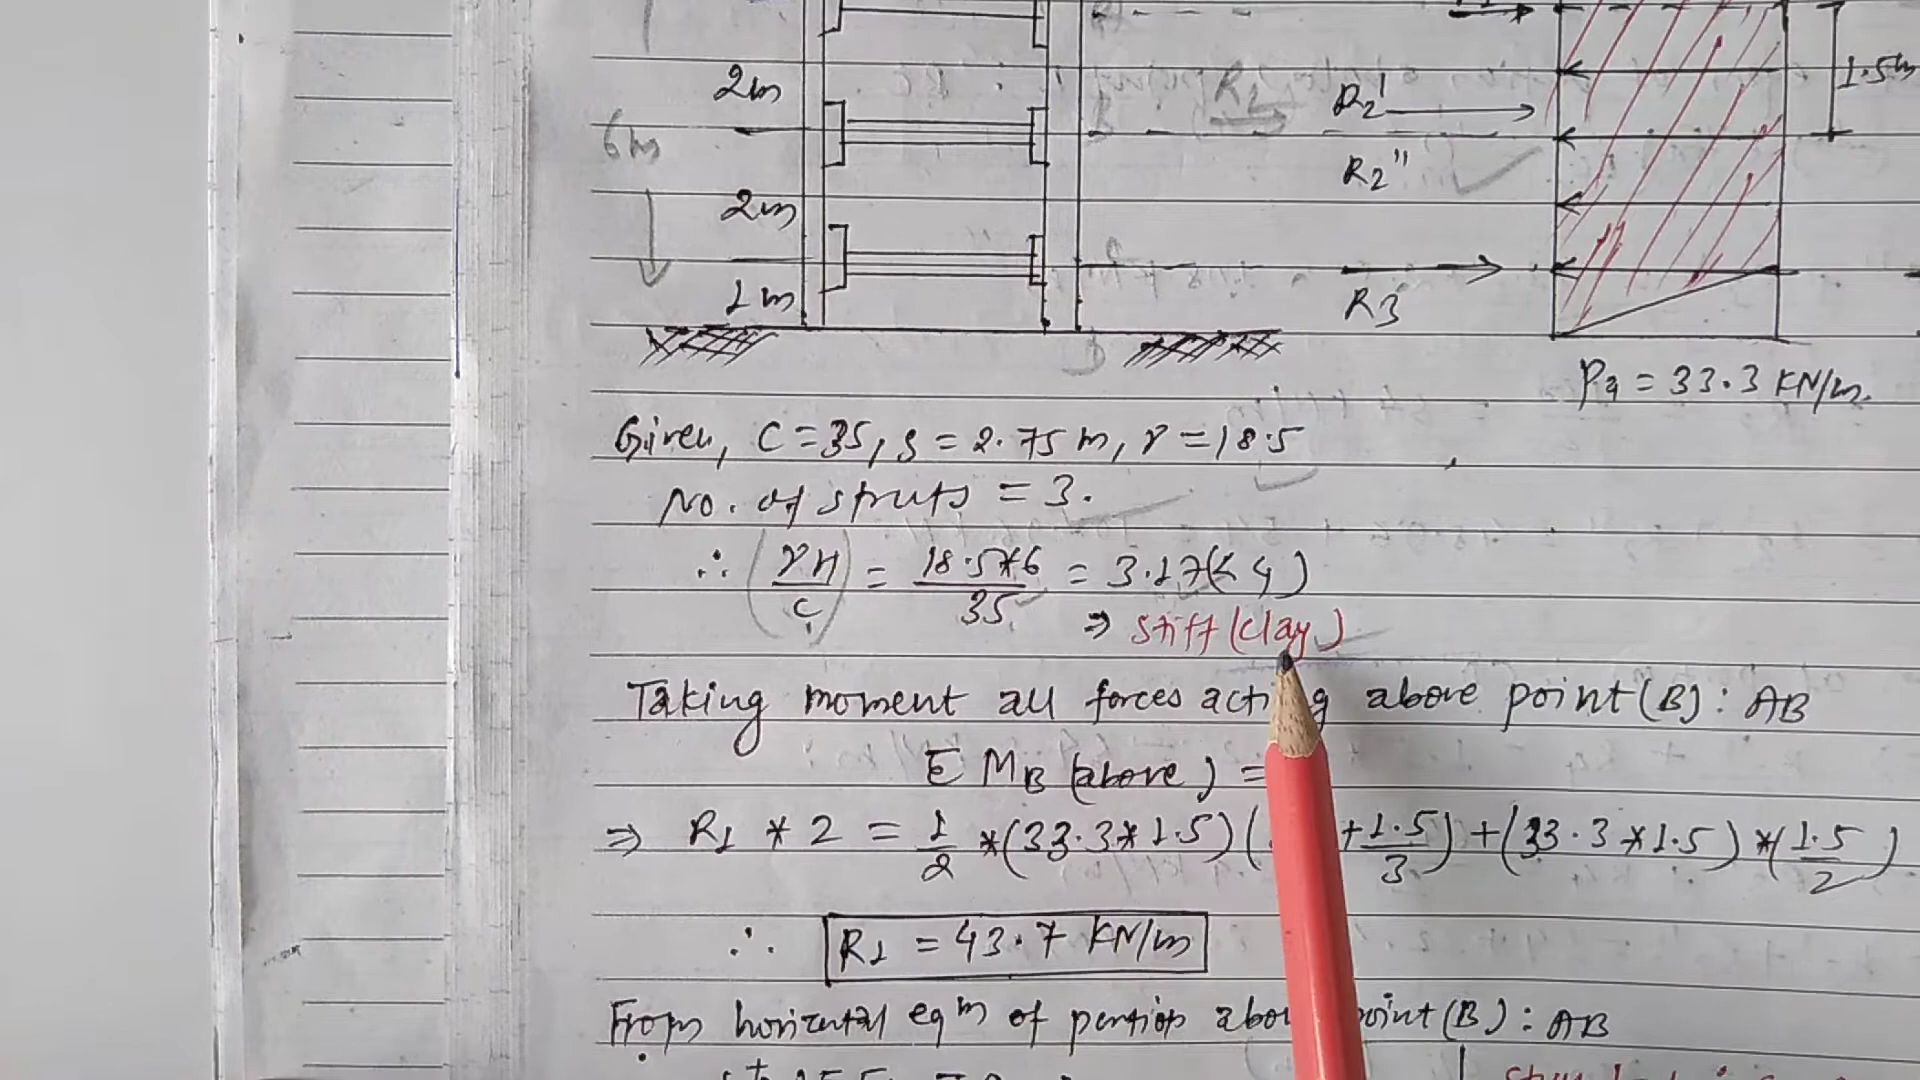 2m
1.5m
R2'
6m
R2"
2m
R3
1m
Pa = 33.3 KN/m.
Given, C = 35, s = 2.75 m, γ = 18.5
No. of struts = 3.
∴ (γH/c) = 18.5*6/35 = 3.17(< 4)
⇒ stiff (clay)
Taking moment all forces acting above point (B): AB
Σ MB (above) =
⇒ R1 * 2 = 1/2 *(33.3*1.5)( +1.5/3) + (33.3*1.5)*(1.5/2)
∴ R1 = 43.7 KN/m
From horizental eqm of portion above point (B): AB